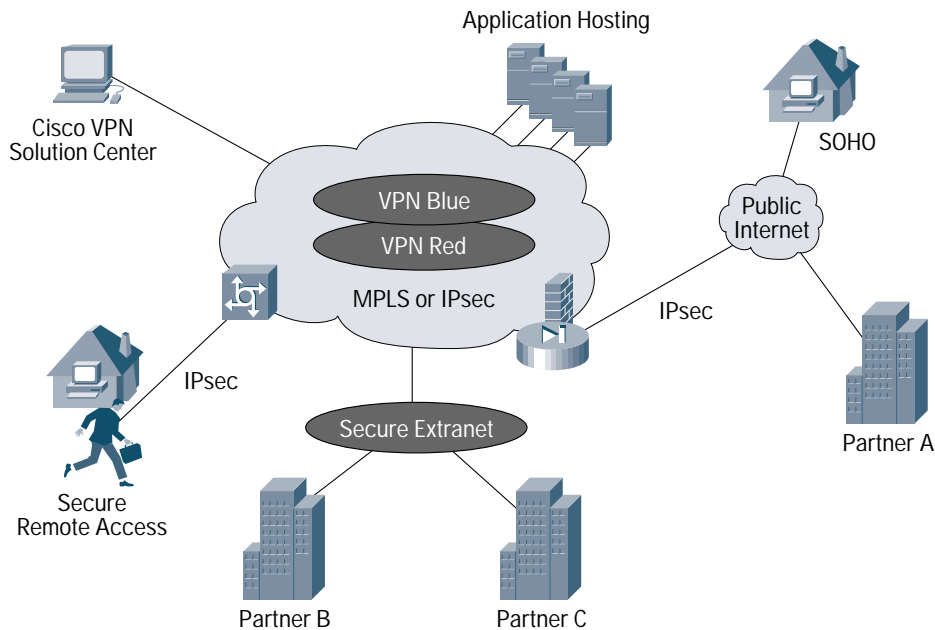 Application Hosting
Cisco VPN
Solution Center
SOHO
VPN Blue
Public
Internet
VPN Red
MPLS or IPsec
IPsec
IPsec
Secure Extranet
Partner A
Secure
Remote Access
Partner B
Partner C